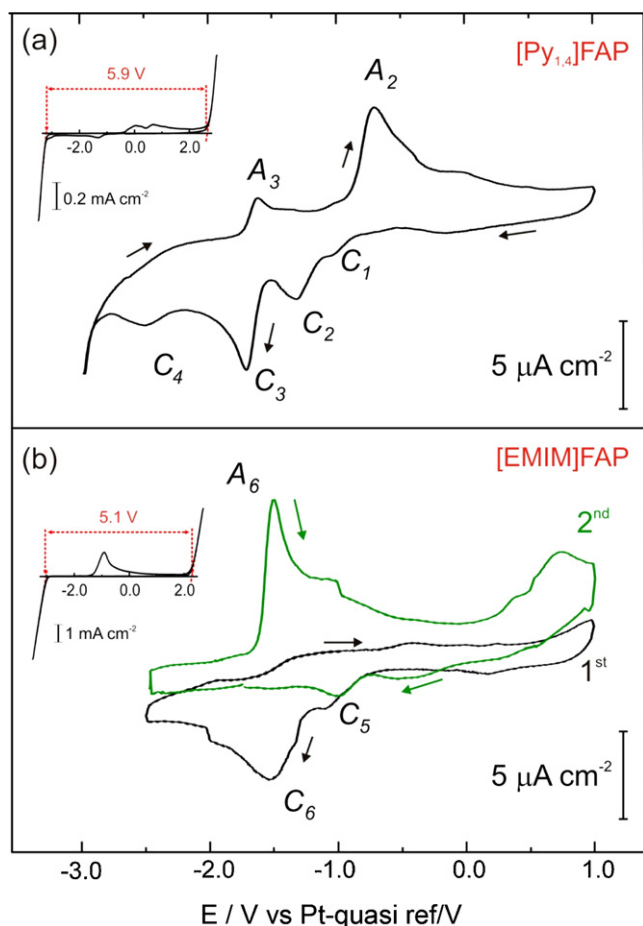 (a)
[Py1,4]FAP
5.9 V
-2.0 0.0 2.0
0.2 mA cm-2
A2
A3
C1
C2
C3
C4
5 μA cm-2
(b)
[EMIM]FAP
A6
5.1 V
-2.0 0.0 2.0
1 mA cm-2
2nd
1st
C5
C6
5 μA cm-2
-3.0 -2.0 -1.0 0.0 1.0
E / V vs Pt-quasi ref/V